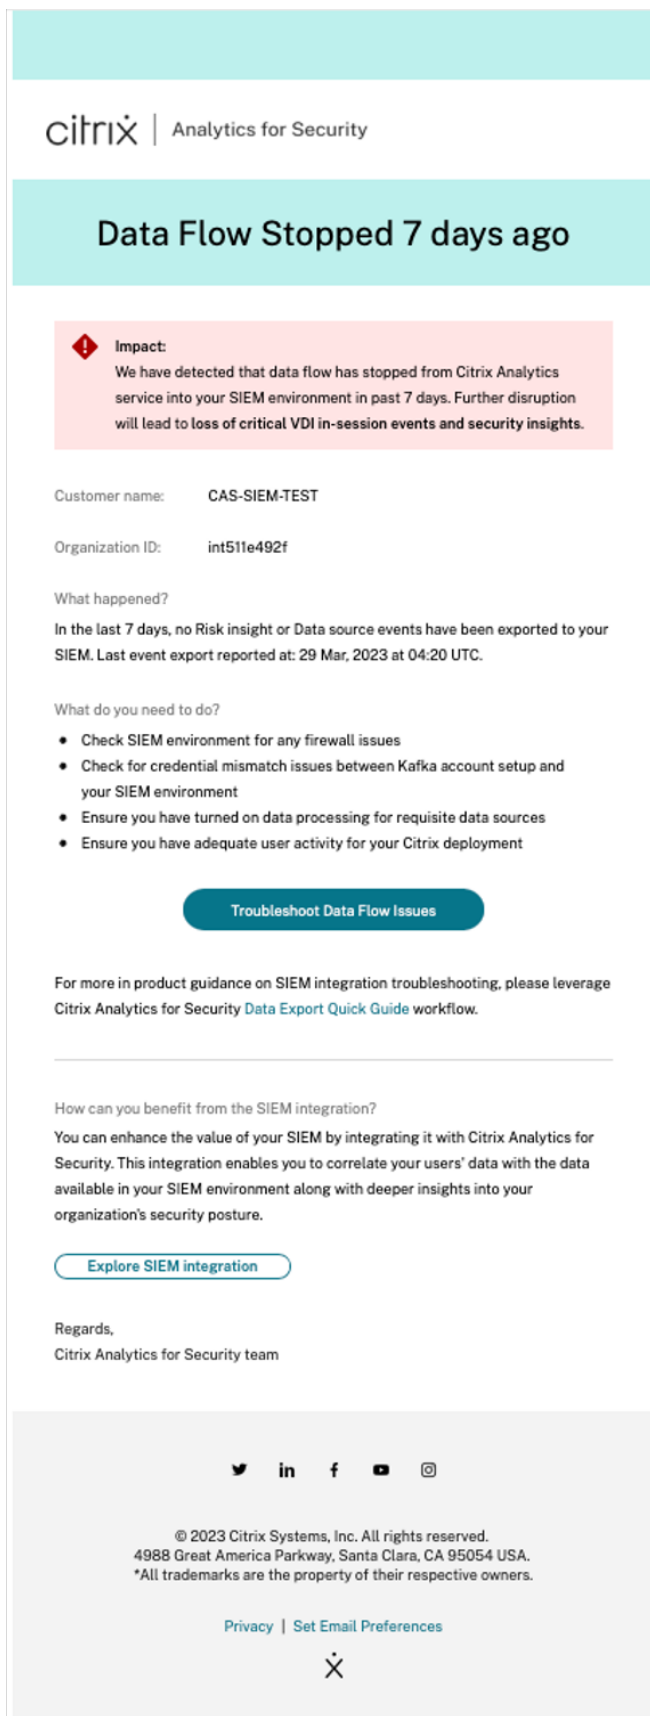 citrix | Analytics for Security
Data Flow Stopped 7 days ago
Impact:
We have detected that data flow has stopped from Citrix Analytics
service into your SIEM environment in past 7 days. Further disruption
will lead to loss of critical VDI in-session events and security insights.
Customer name: CAS-SIEM-TEST
Organization ID: int511e492f
What happened?
In the last 7 days, no Risk insight or Data source events have been exported to your
SIEM. Last event export reported at: 29 Mar, 2023 at 04:20 UTC.
What do you need to do?
• Check SIEM environment for any firewall issues
• Check for credential mismatch issues between Kafka account setup and
your SIEM environment
• Ensure you have turned on data processing for requisite data sources
• Ensure you have adequate user activity for your Citrix deployment
Troubleshoot Data Flow Issues
For more in product guidance on SIEM integration troubleshooting, please leverage
Citrix Analytics for Security Data Export Quick Guide workflow.
How can you benefit from the SIEM integration?
You can enhance the value of your SIEM by integrating it with Citrix Analytics for
Security. This integration enables you to correlate your users' data with the data
available in your SIEM environment along with deeper insights into your
organization's security posture.
Explore SIEM integration
Regards,
Citrix Analytics for Security team
© 2023 Citrix Systems, Inc. All rights reserved.
4988 Great America Parkway, Santa Clara, CA 95054 USA.
*All trademarks are the property of their respective owners.
Privacy | Set Email Preferences